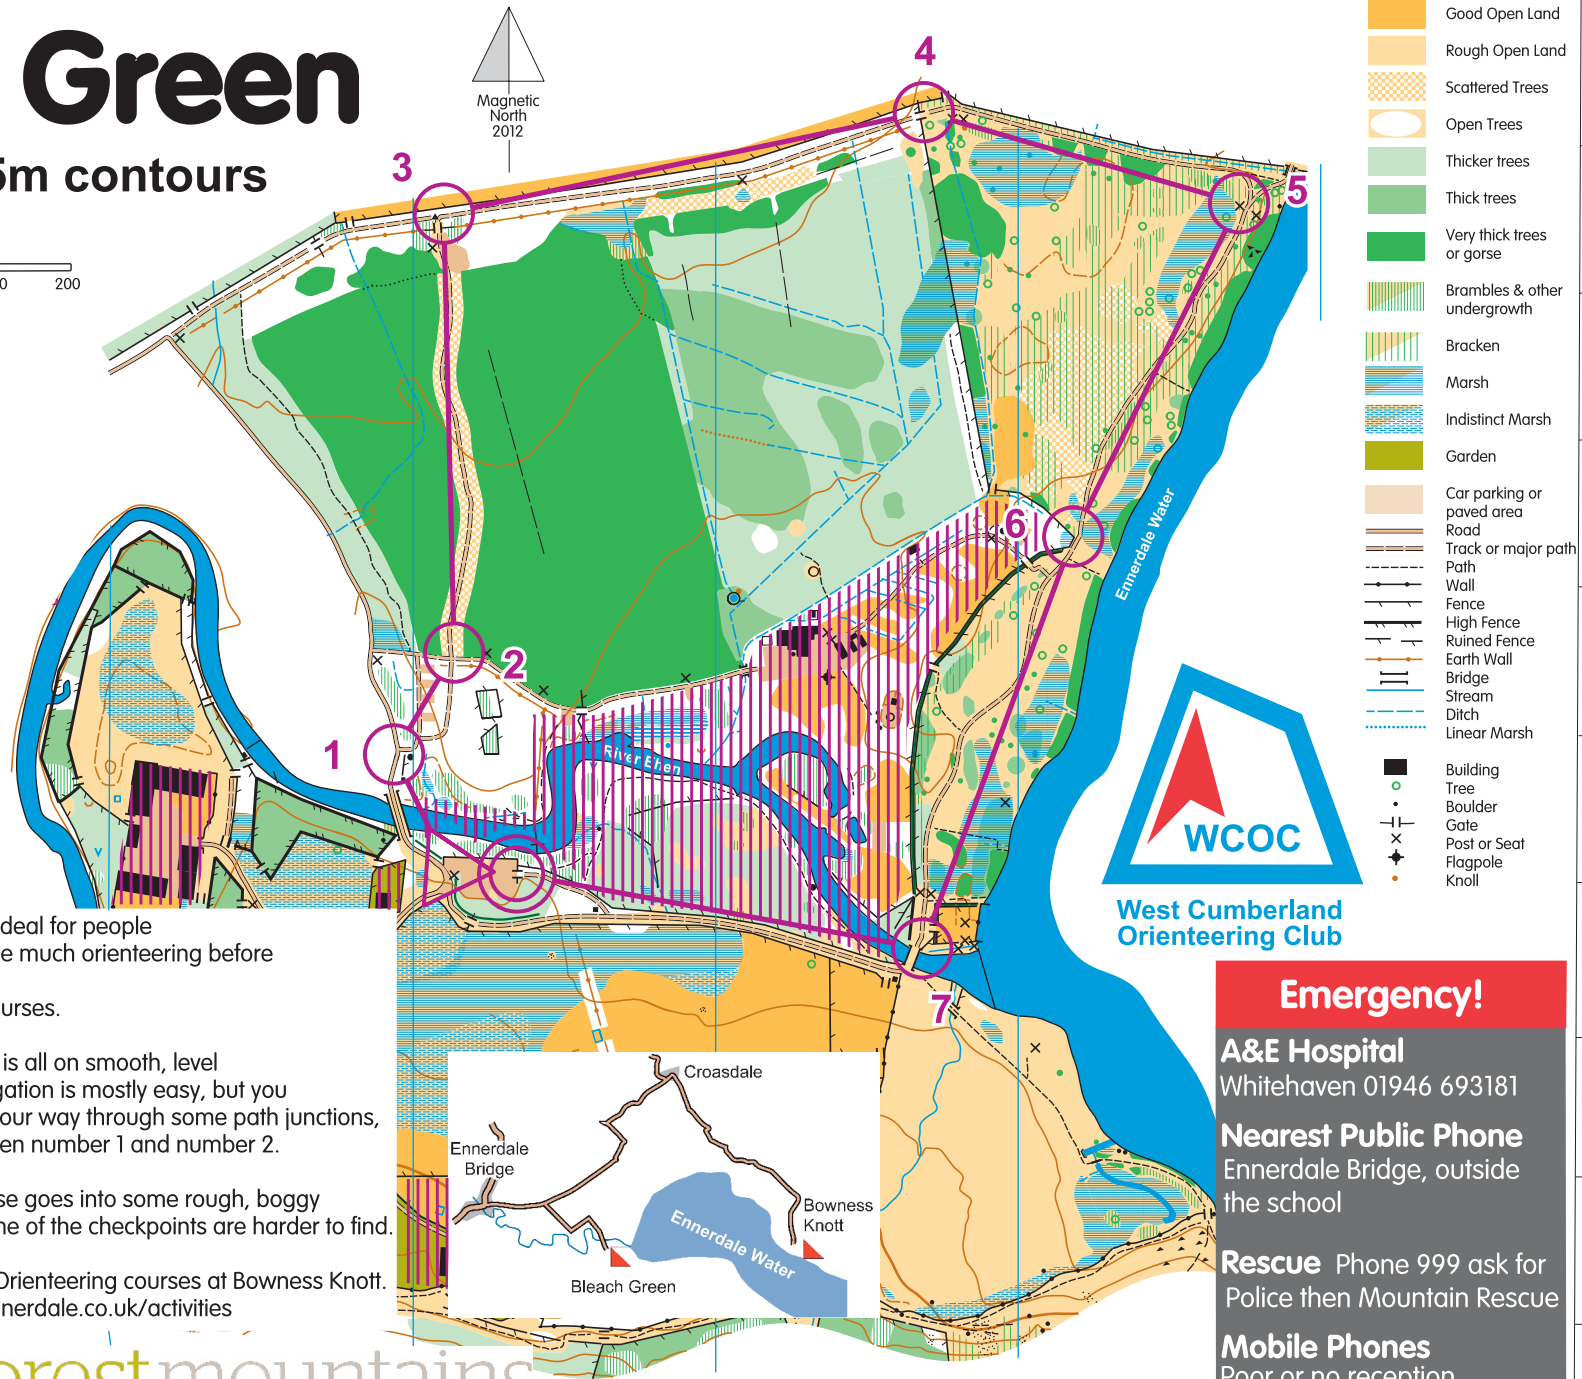 Green
5m contours
0 200
Magnetic
North
2012
1
2
3
4
5
6
7
River Ehen
Ennerdale Water
Good Open Land
Rough Open Land
Scattered Trees
Open Trees
Thicker trees
Thick trees
Very thick trees
or gorse
Brambles & other
undergrowth
Bracken
Marsh
Indistinct Marsh
Garden
Car parking or
paved area
Road
Track or major path
Path
Wall
Fence
High Fence
Ruined Fence
Earth Wall
Bridge
Stream
Ditch
Linear Marsh
Building
Tree
Boulder
Gate
Post or Seat
Flagpole
Knoll
WCOC
West Cumberland
Orienteering Club
deal for people
e much orienteering before
urses.
is all on smooth, level
gation is mostly easy, but you
our way through some path junctions,
en number 1 and number 2.
se goes into some rough, boggy
ne of the checkpoints are harder to find.
Orienteering courses at Bowness Knott.
nnerdale.co.uk/activities
orest mountains
Croasdale
Ennerdale
Bridge
Bowness
Knott
Ennerdale Water
Bleach Green
Emergency!
A&E Hospital
Whitehaven 01946 693181
Nearest Public Phone
Ennerdale Bridge, outside
the school
Rescue Phone 999 ask for
Police then Mountain Rescue
Mobile Phones
Poor or no reception